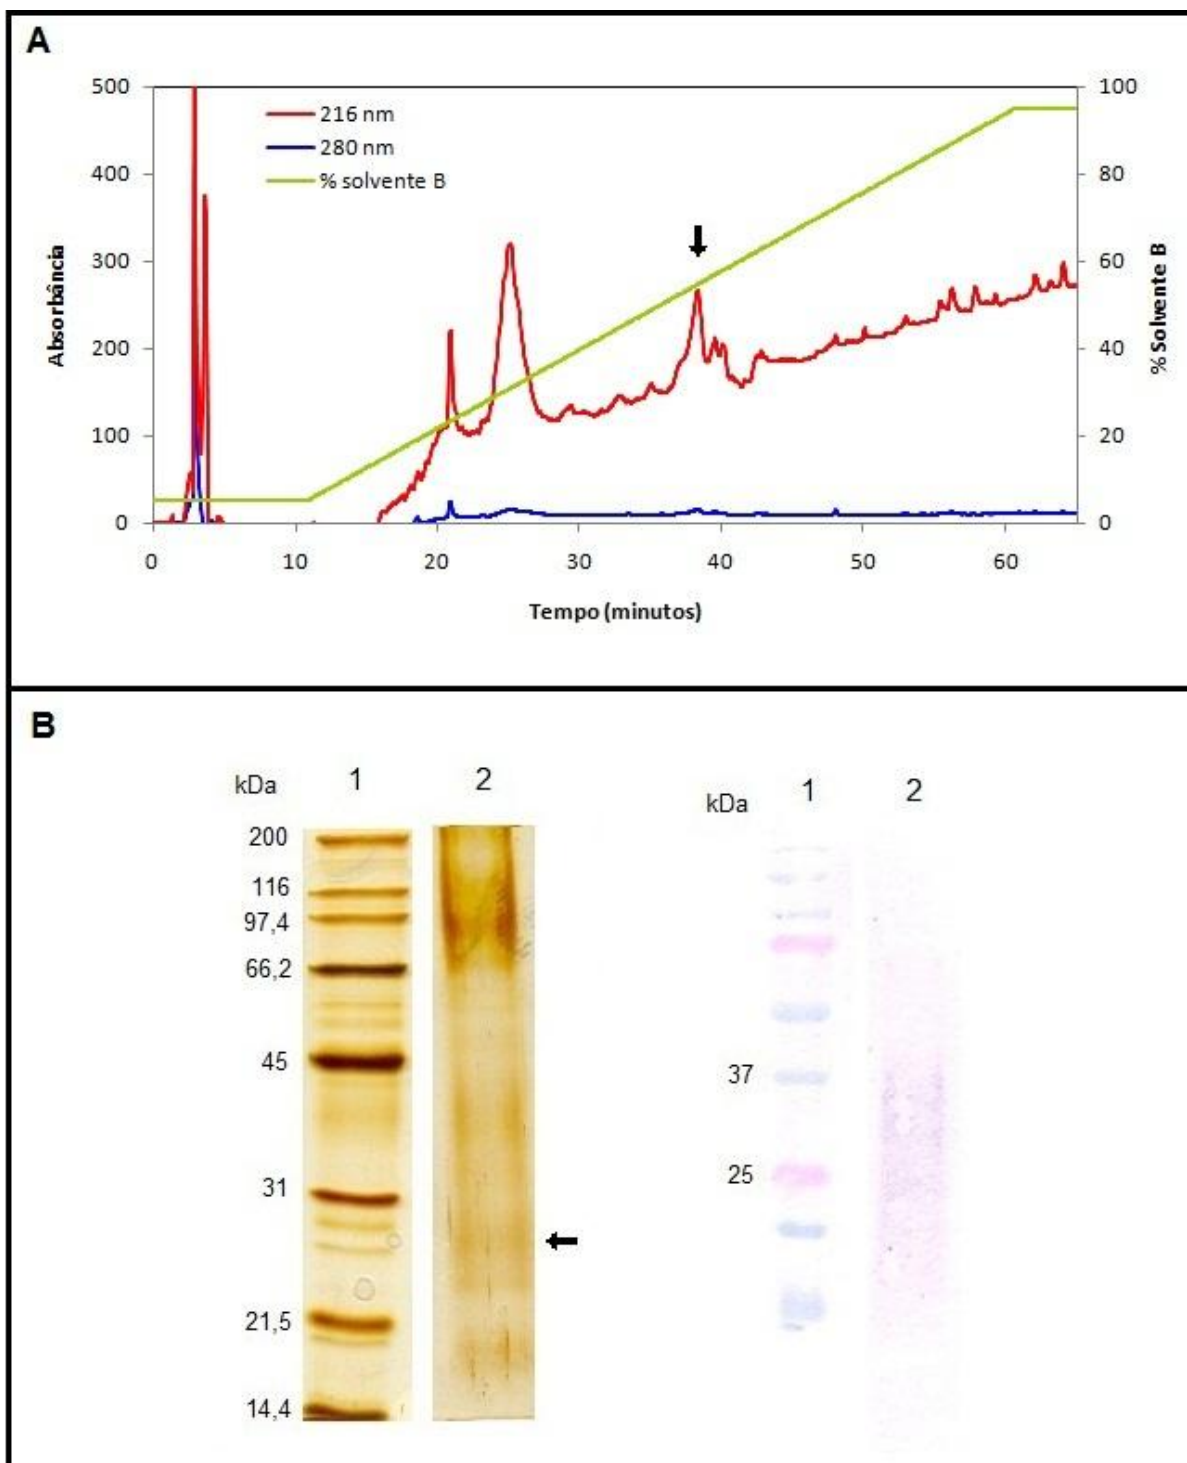 A
500
400
300
200
100
0
Absorbância
216 nm
280 nm
% solvente B
100
80
60
40
20
0
% Solvente B
0 10 20 30 40 50 60
Tempo (minutos)
B
kDa 1 2
200
116
97,4
66,2
45
31
21,5
14,4
kDa 1 2
37
25